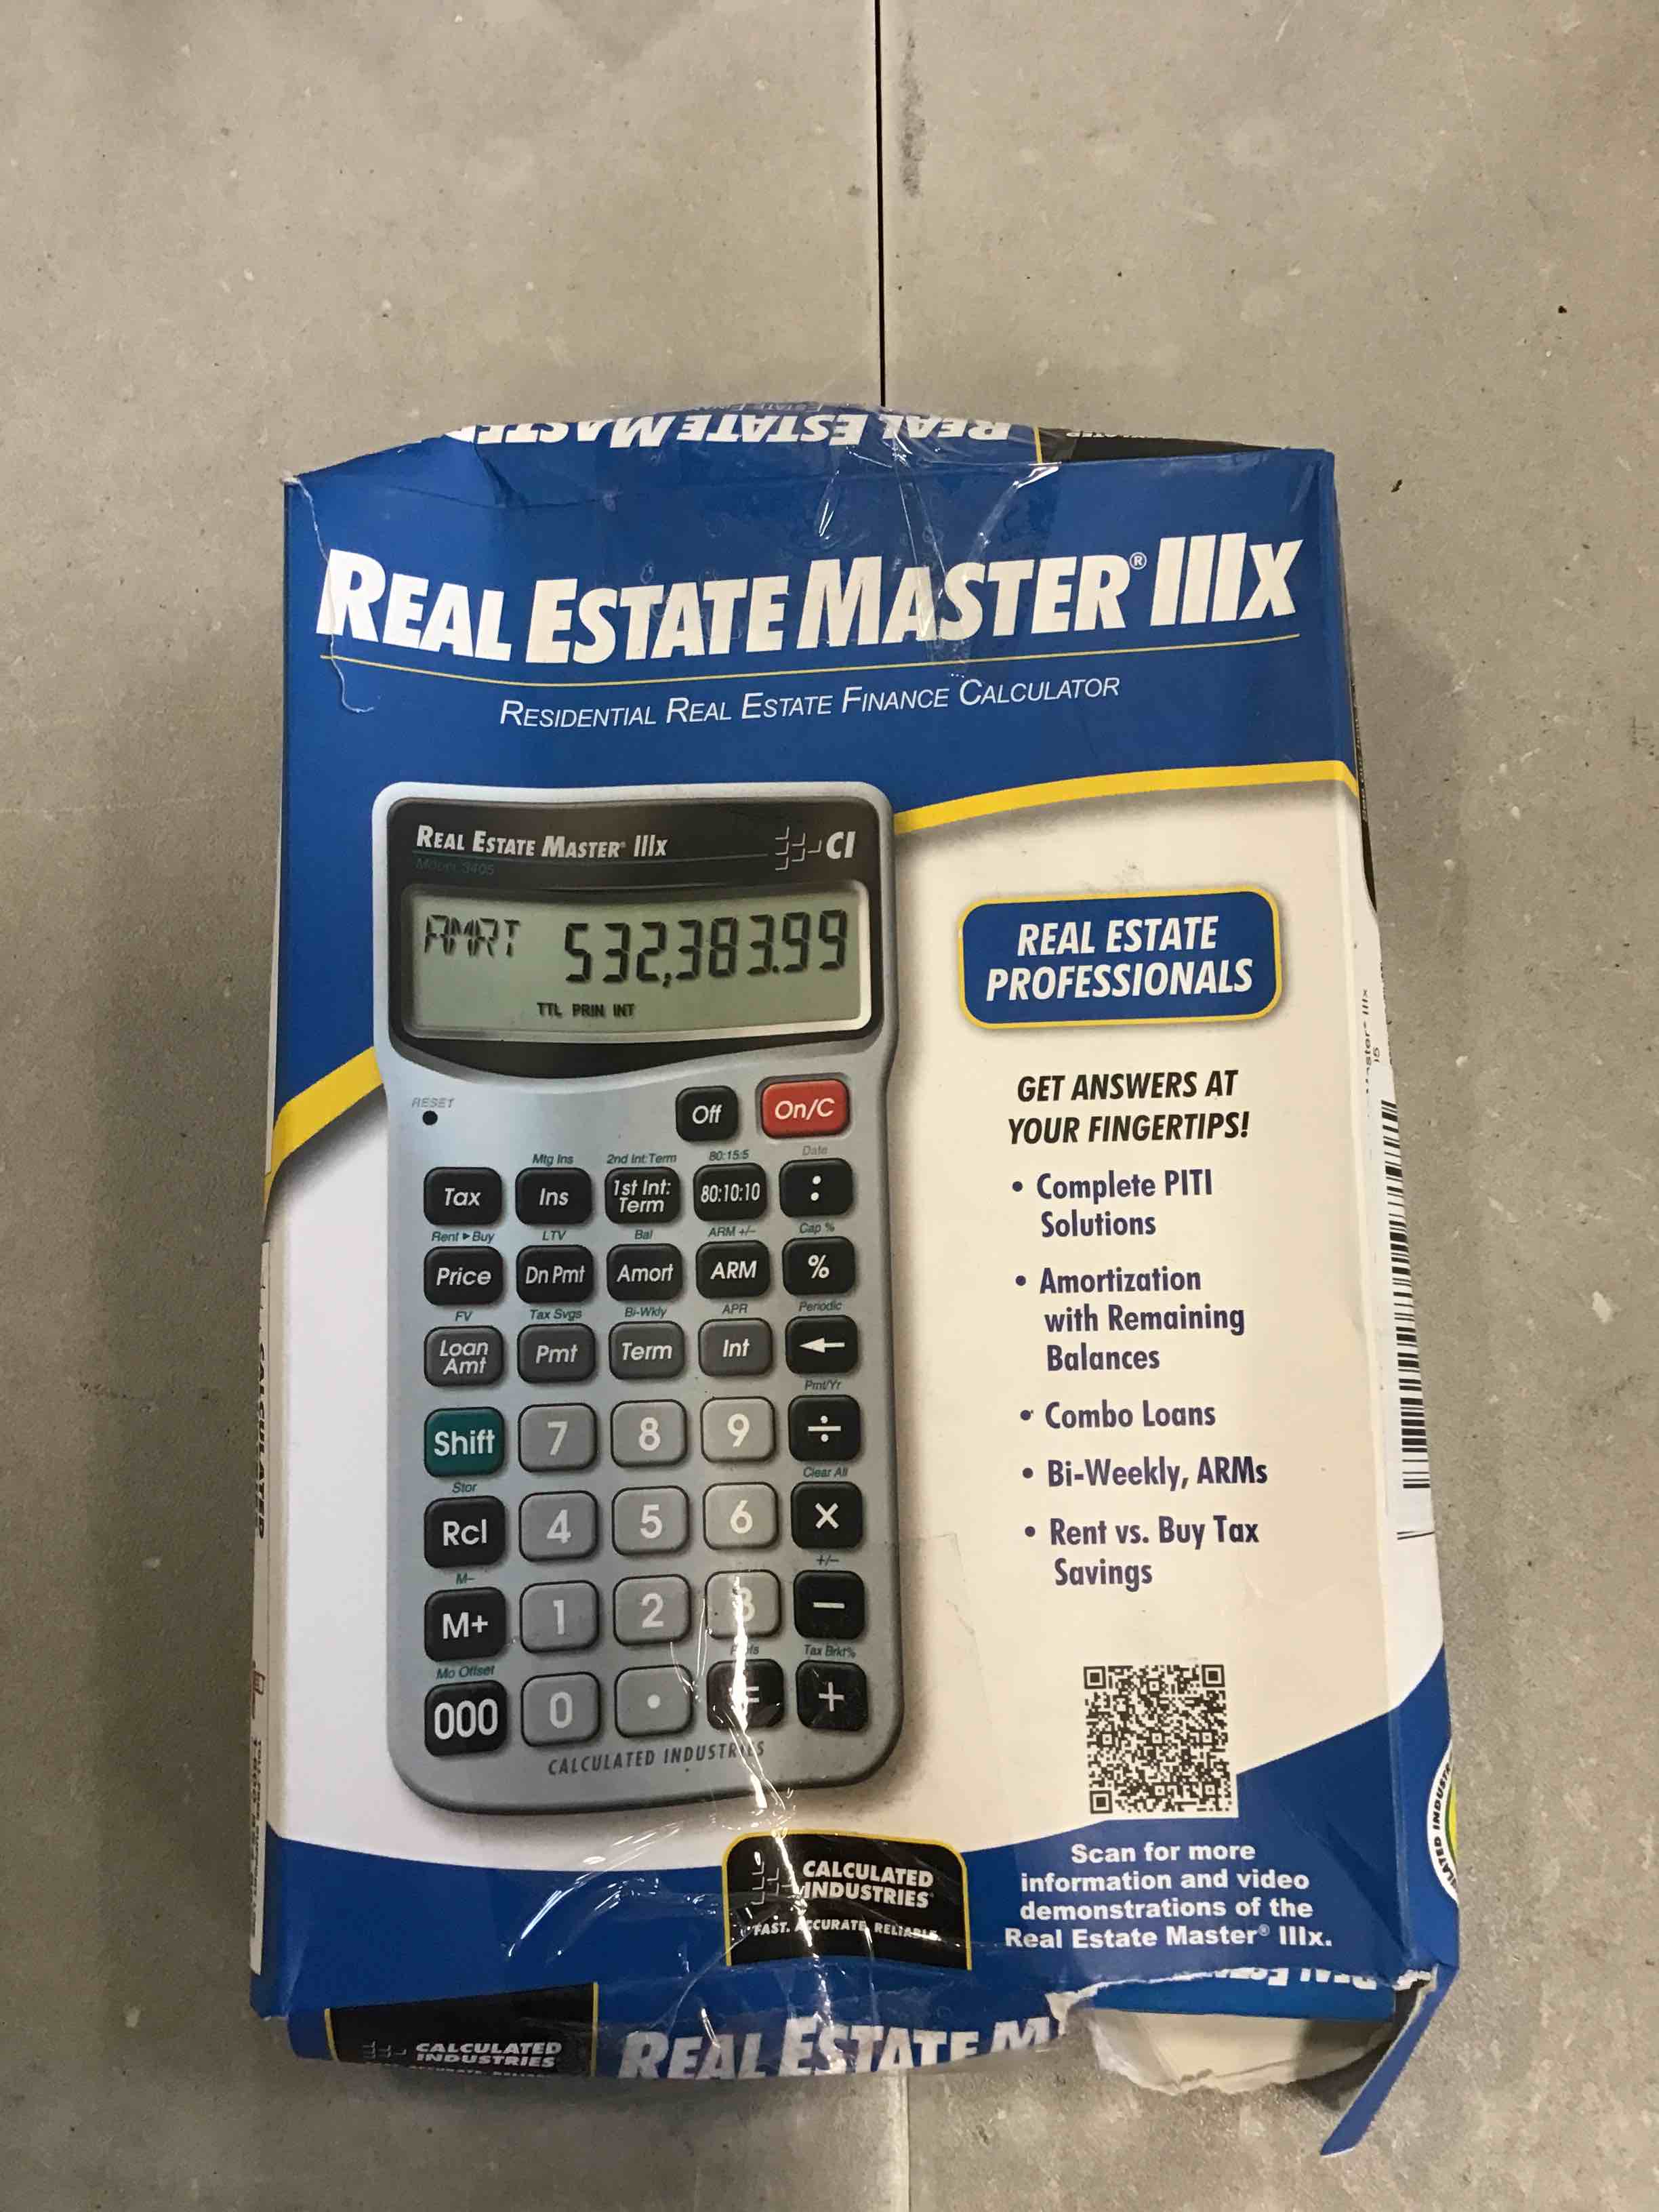 REAL ESTATE MASTER
REAL ESTATE MASTER® IIIx
RESIDENTIAL REAL ESTATE FINANCE CALCULATOR
REAL ESTATE MASTER® IIIx
CI
Model 3405
AMRT 532,383.99
TTL PRIN INT
REAL ESTATE
PROFESSIONALS
GET ANSWERS AT
YOUR FINGERTIPS!
• Complete PITI
Solutions
• Amortization
with Remaining
Balances
• Combo Loans
• Bi-Weekly, ARMs
• Rent vs. Buy Tax
Savings
RESET
Off On/C
Mtg Ins 2nd Int:Term 80:15:5 Date
Tax Ins 1st Int: Term 80:10:10 :
Rent ▸ Buy LTV Bal ARM +/- Cap %
Price Dn Pmt Amort ARM %
FV Tax Svgs Bi-Wkly APR Periodic
Loan Amt Pmt Term Int ←
Pmt/Yr
Shift 7 8 9 ÷
Stor Clear All
Rcl 4 5 6 ×
M- +/-
M+ 1 2 3 −
Mo Offset Tax Brkt%
000 0 • = +
CALCULATED INDUSTRIES
CALCULATED
INDUSTRIES
FAST. ACCURATE. RELIABLE.
Scan for more
information and video
demonstrations of the
Real Estate Master® IIIx.
CALCULATED
INDUSTRIES
REAL ESTATE M
CALCULATED